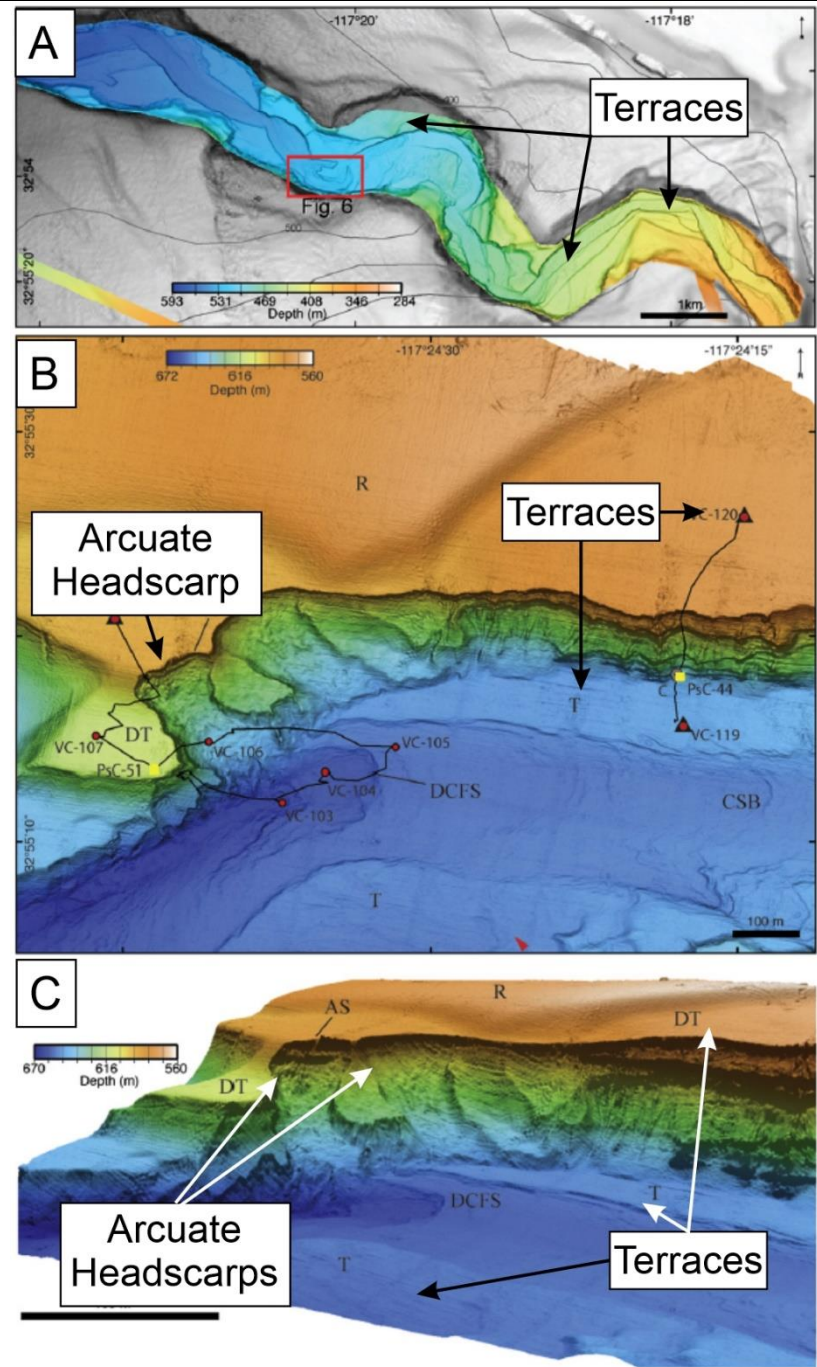 A
-117°20'
-117°18'
Terraces
400
32°54
Fig. 6
500
32°55'20"
593 531 469 408 346 284
Depth (m)
1km
B
672 616 560
Depth (m)
-117°24'30"
-117°24'15"
32°55'30
R
Terraces
VC-120
Arcuate
Headscarp
T
C
PsC-44
VC-119
DT
VC-107
VC-106
VC-105
PsC-51
VC-104
DCFS
CSB
VC-103
32°55'10"
T
100 m
C
AS
R
DT
670 616 560
Depth (m)
DT
DCFS
T
Arcuate
Headscarps
T
Terraces